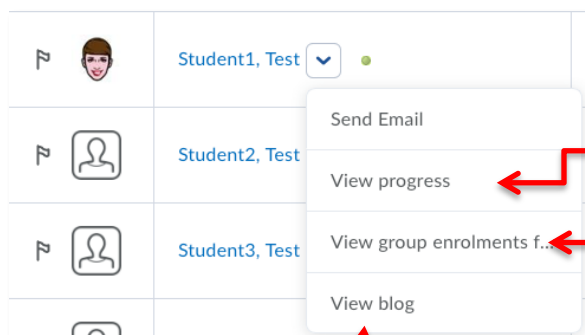 Student1, Test
Send Email
Student2, Test
View progress
View group enrolments f...
Student3, Test
View blog